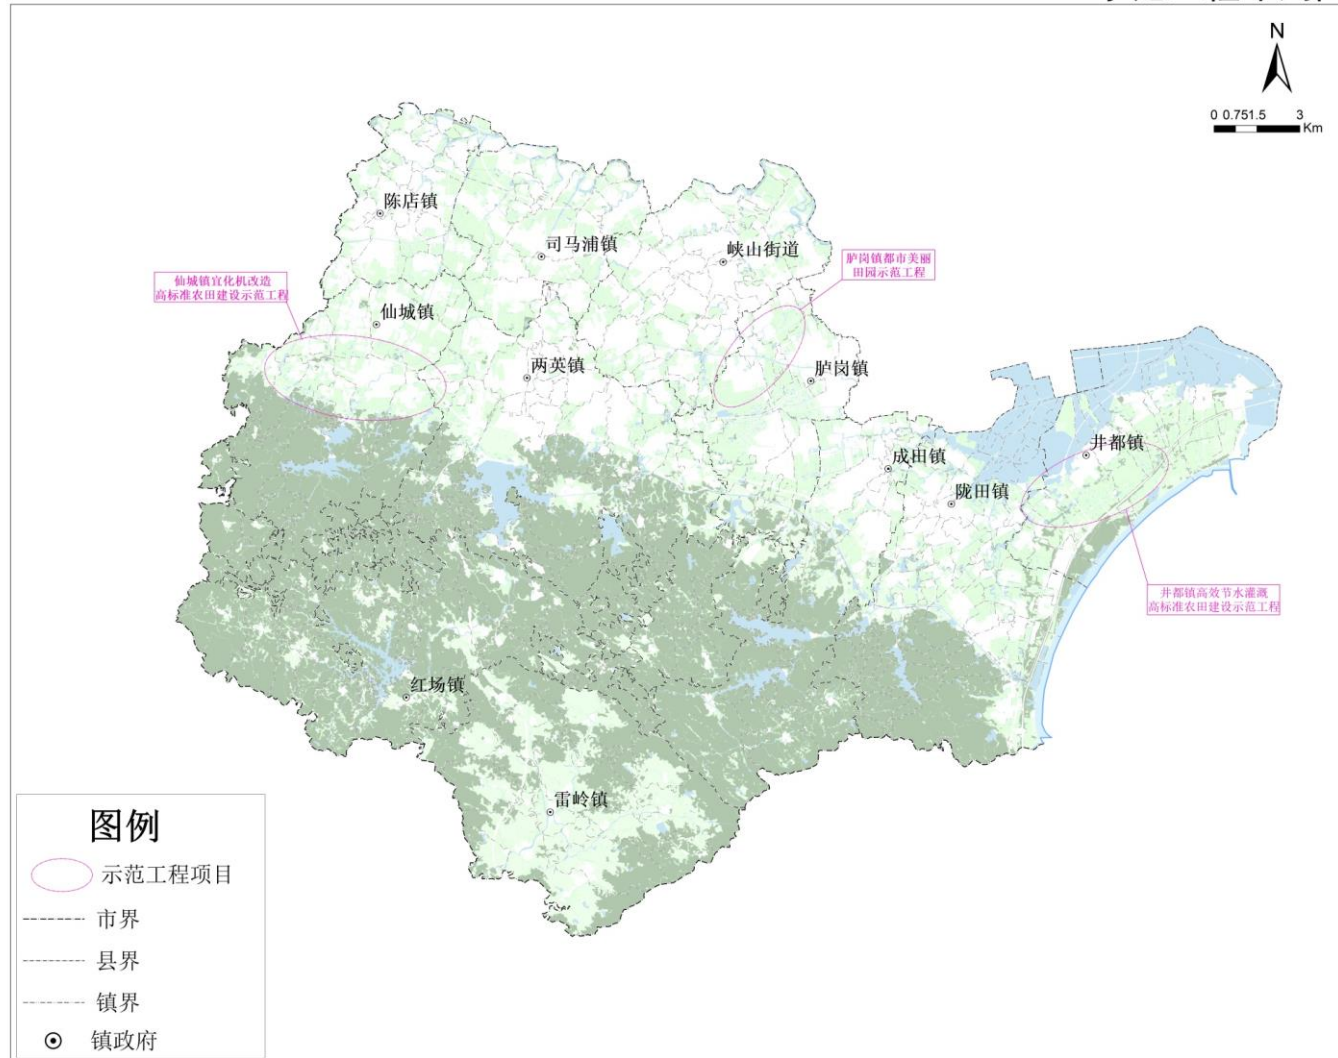 N
0 0.751.5 3
Km
陈店镇
司马浦镇
峡山街道
胪岗镇都市美丽
田园示范工程
仙城镇宜化机改造
高标准农田建设示范工程
仙城镇
两英镇
胪岗镇
井都镇
成田镇
陇田镇
井都镇高效节水灌溉
高标准农田建设示范工程
红场镇
雷岭镇
图例
示范工程项目
市界
县界
镇界
镇政府